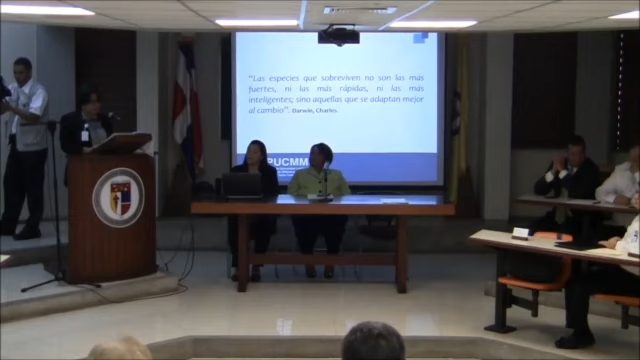 "Las especies que sobreviven no son las más
fuertes, ni las más rápidas, ni las más
inteligentes; sino aquellas que se adaptan mejor
al cambio". Darwin, Charles.
PUCMM